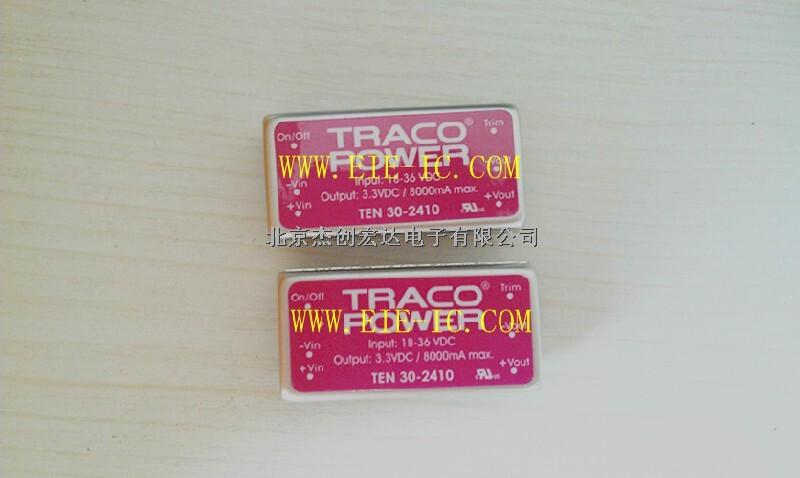 On/Off
TRACO®
Trim
POWER
WWW.EIE-IC.COM
Input: 18-36 VDC
-Vin
Output: 3.3VDC / 8000mA max.
+Vin
+Vout
TEN 30-2410
北京杰创宏达电子有限公司
On/Off
TRACO®
Trim
POWER
WWW.EIE-IC.COM
-Vout
Input: 18-36 VDC
-Vin
Output: 3.3VDC / 8000mA max.
+Vin
+Vout
TEN 30-2410